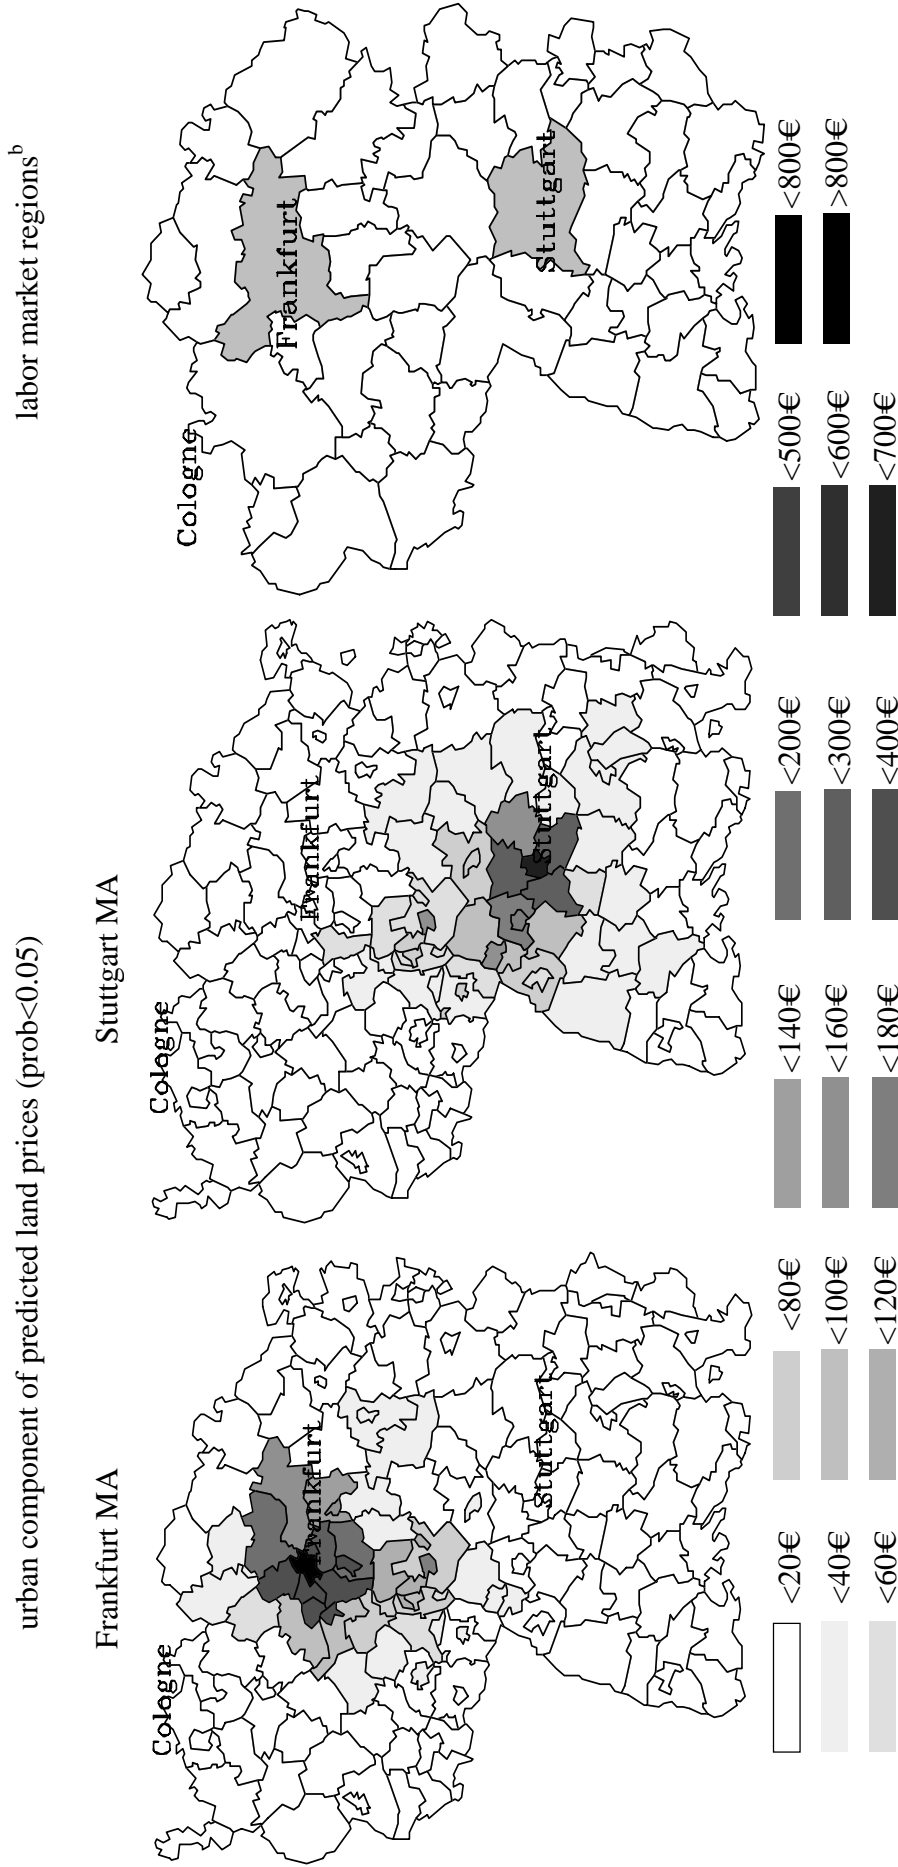 urban component of predicted land prices (prob<0.05)
labor market regionsᵇ
Frankfurt MA
Stuttgart MA
Cologne
Frankfurt
Stuttgart
Cologne
Frankfurt
Stuttgart
Cologne
Frankfurt
Stuttgart
<20€ <80€ <140€ <200€ <500€ <800€
<40€ <100€ <160€ <300€ <600€ >800€
<60€ <120€ <180€ <400€ <700€